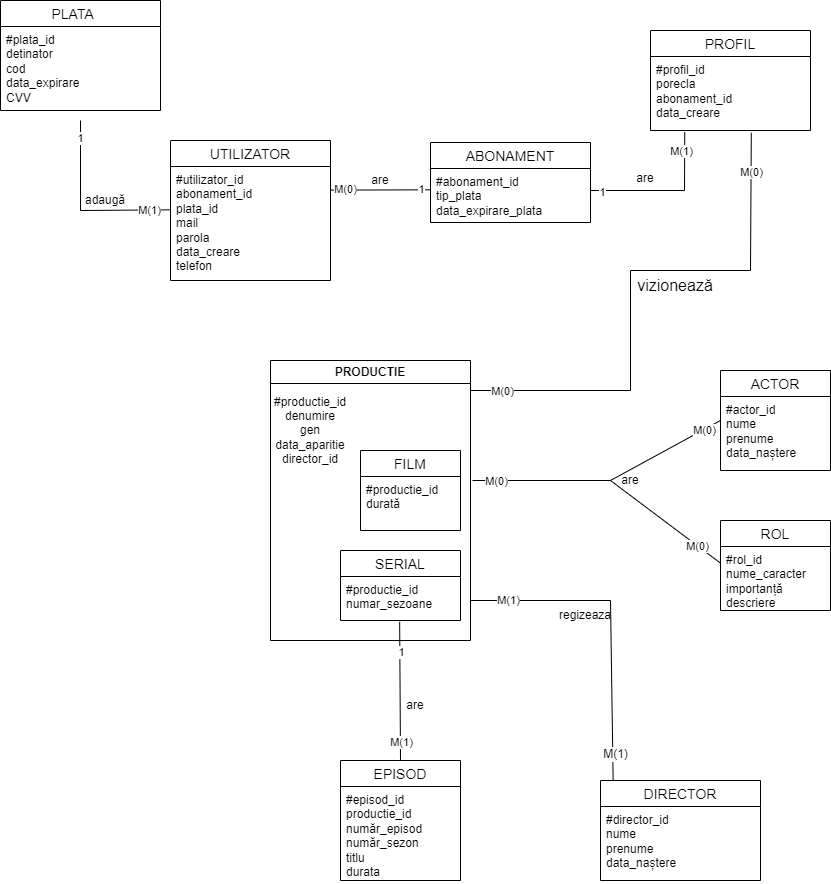 PLATA
#plata_id
detinator
cod
data_expirare
CVV
1
adaugă
M(1)
UTILIZATOR
#utilizator_id
abonament_id
plata_id
mail
parola
data_creare
telefon
M(0)
are
1
ABONAMENT
#abonament_id
tip_plata
data_expirare_plata
1
are
M(1)
PROFIL
#profil_id
porecla
abonament_id
data_creare
M(0)
vizionează
M(0)
PRODUCTIE
#productie_id
denumire
gen
data_aparitie
director_id
FILM
#productie_id
durată
SERIAL
#productie_id
numar_sezoane
M(0)
are
M(0)
M(0)
ACTOR
#actor_id
nume
prenume
data_naștere
ROL
#rol_id
nume_caracter
importanță
descriere
M(1)
regizeaza
M(1)
1
are
M(1)
EPISOD
#episod_id
productie_id
număr_episod
număr_sezon
titlu
durata
DIRECTOR
#director_id
nume
prenume
data_naștere